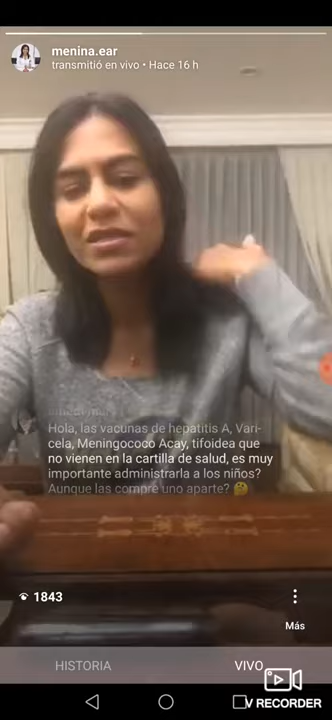 menina.ear
transmitió en vivo • Hace 16 h
Hola, las vacunas de hepatitis A, Vari-
cela, Meningococo Acay, tifoidea que
no vienen en la cartilla de salud, es muy
importante administrarla a los niños?
Aunque las compre uno aparte? 🤔
1843
Más
HISTORIA
VIVO
V RECORDER